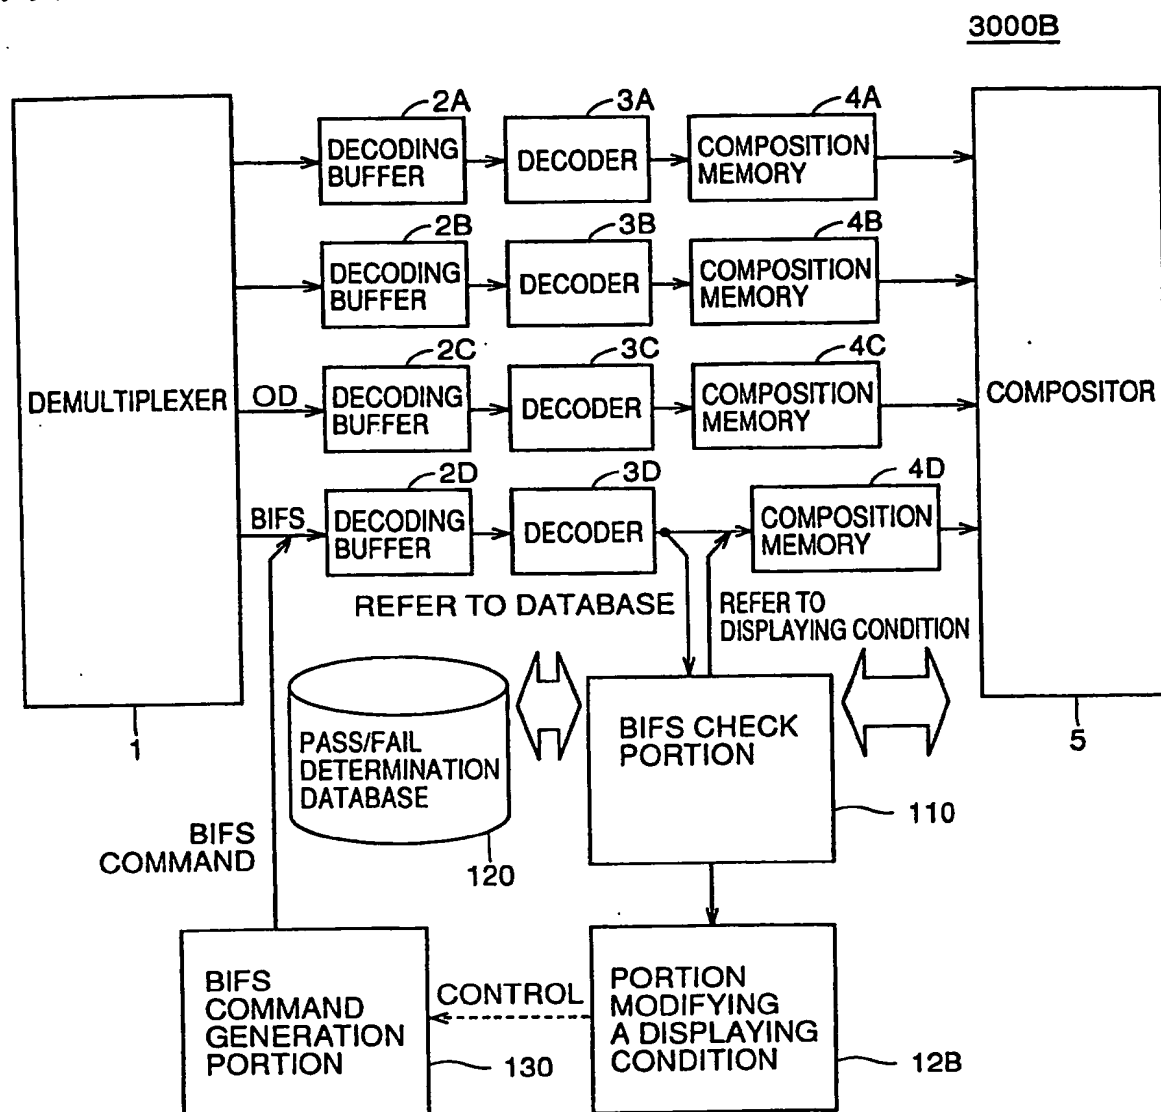 3000B
2A
3A
4A
DECODING
BUFFER
DECODER
COMPOSITION
MEMORY
2B
3B
4B
DECODING
BUFFER
DECODER
COMPOSITION
MEMORY
2C
3C
4C
DEMULTIPLEXER
OD
DECODING
BUFFER
DECODER
COMPOSITION
MEMORY
COMPOSITOR
2D
3D
4D
BIFS
DECODING
BUFFER
DECODER
COMPOSITION
MEMORY
REFER TO DATABASE
REFER TO
DISPLAYING CONDITION
1
PASS/FAIL
DETERMINATION
DATABASE
BIFS CHECK
PORTION
5
110
120
BIFS
COMMAND
BIFS
COMMAND
GENERATION
PORTION
CONTROL
PORTION
MODIFYING
A DISPLAYING
CONDITION
130
12B